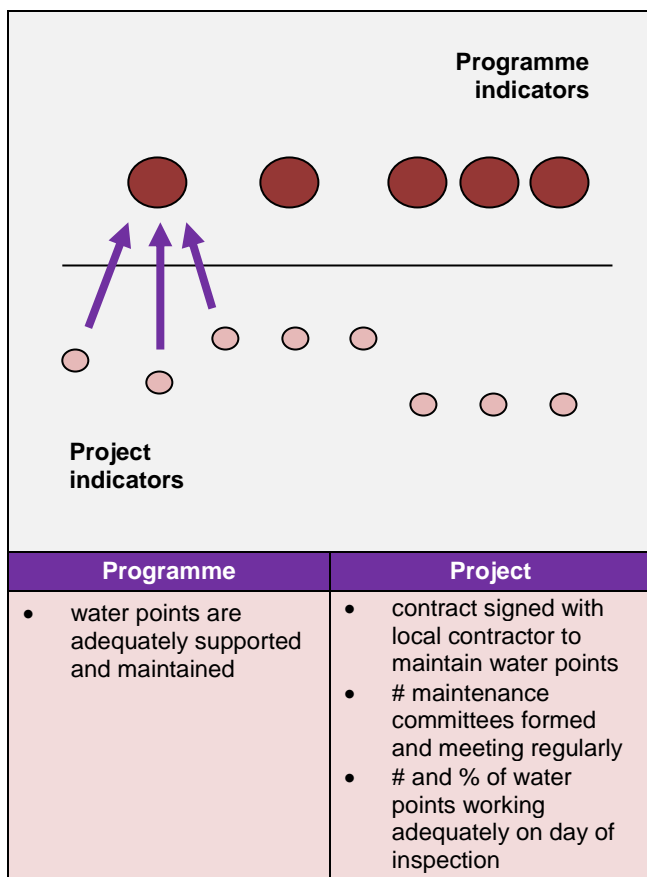 Programme
indicators
Project
indicators
Programme
Project
• water points are
adequately supported
and maintained
• contract signed with
local contractor to
maintain water points
• # maintenance
committees formed
and meeting regularly
• # and % of water
points working
adequately on day of
inspection